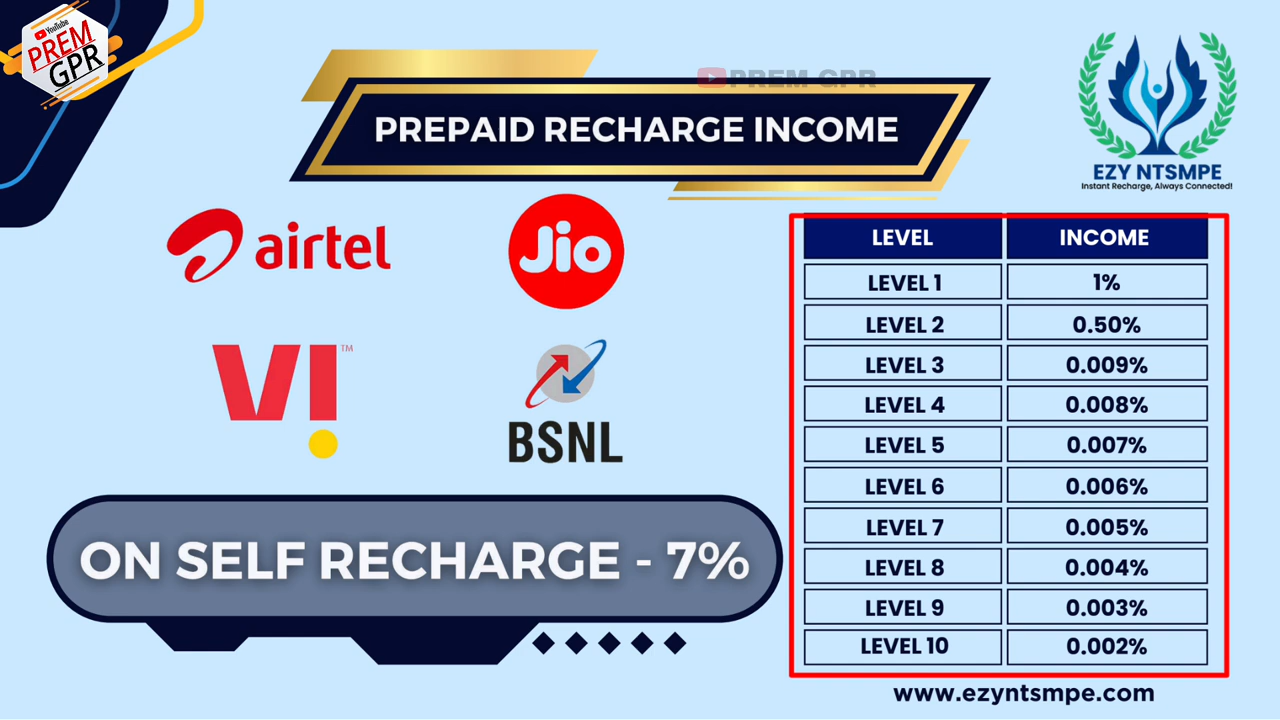 YouTube
PREM
GPR
PREM GPR
PREPAID RECHARGE INCOME
EZY NTSMPE
Instant Recharge, Always Connected!
airtel
Jio
VI
TM
BSNL
ON SELF RECHARGE - 7%
LEVEL INCOME
LEVEL 1 1%
LEVEL 2 0.50%
LEVEL 3 0.009%
LEVEL 4 0.008%
LEVEL 5 0.007%
LEVEL 6 0.006%
LEVEL 7 0.005%
LEVEL 8 0.004%
LEVEL 9 0.003%
LEVEL 10 0.002%
www.ezyntsmpe.com